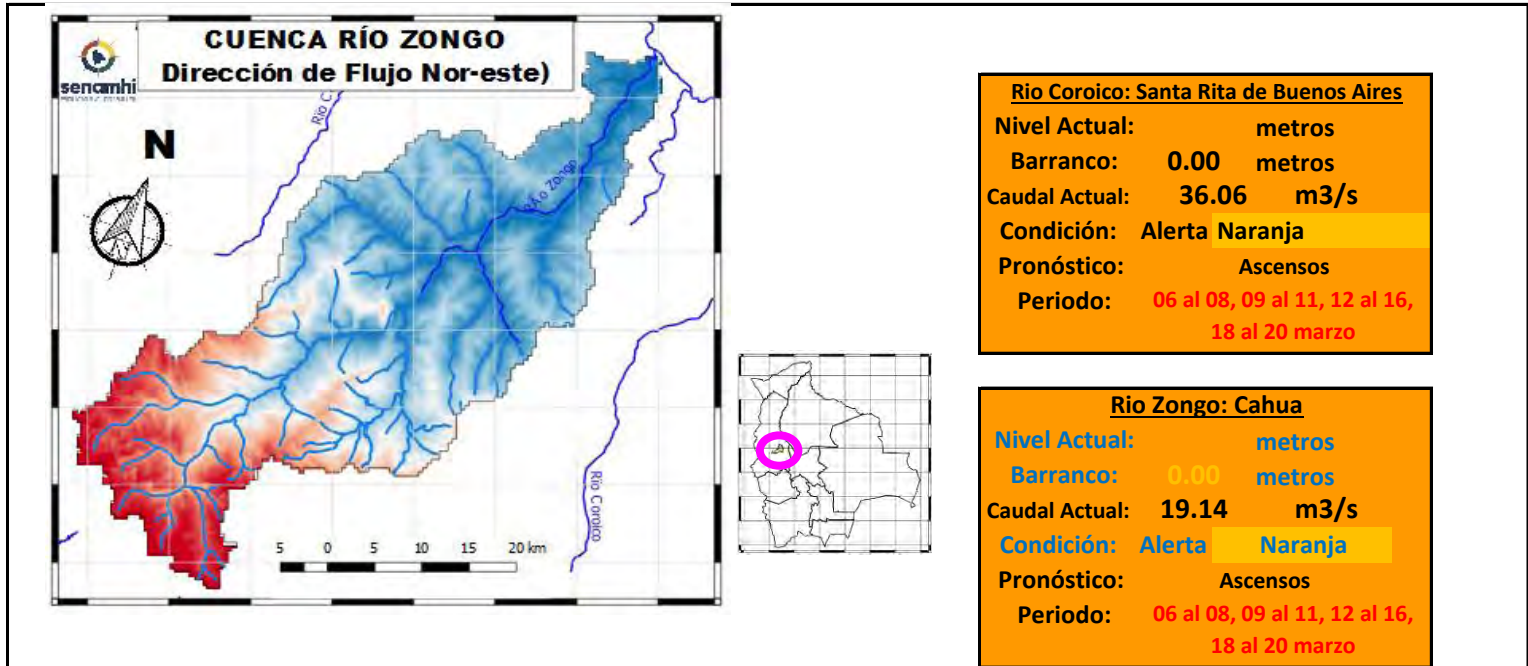 sencamhi
CUENCA RÍO ZONGO
Dirección de Flujo Nor-este)
N
Río C
Río Zongo
Río Coroico
5 0 5 10 15 20 km
Rio Coroico: Santa Rita de Buenos Aires
Nivel Actual: metros
Barranco: 0.00 metros
Caudal Actual: 36.06 m3/s
Condición: Alerta Naranja
Pronóstico: Ascensos
Periodo: 06 al 08, 09 al 11, 12 al 16,
18 al 20 marzo
Rio Zongo: Cahua
Nivel Actual: metros
Barranco: 0.00 metros
Caudal Actual: 19.14 m3/s
Condición: Alerta Naranja
Pronóstico: Ascensos
Periodo: 06 al 08, 09 al 11, 12 al 16,
18 al 20 marzo